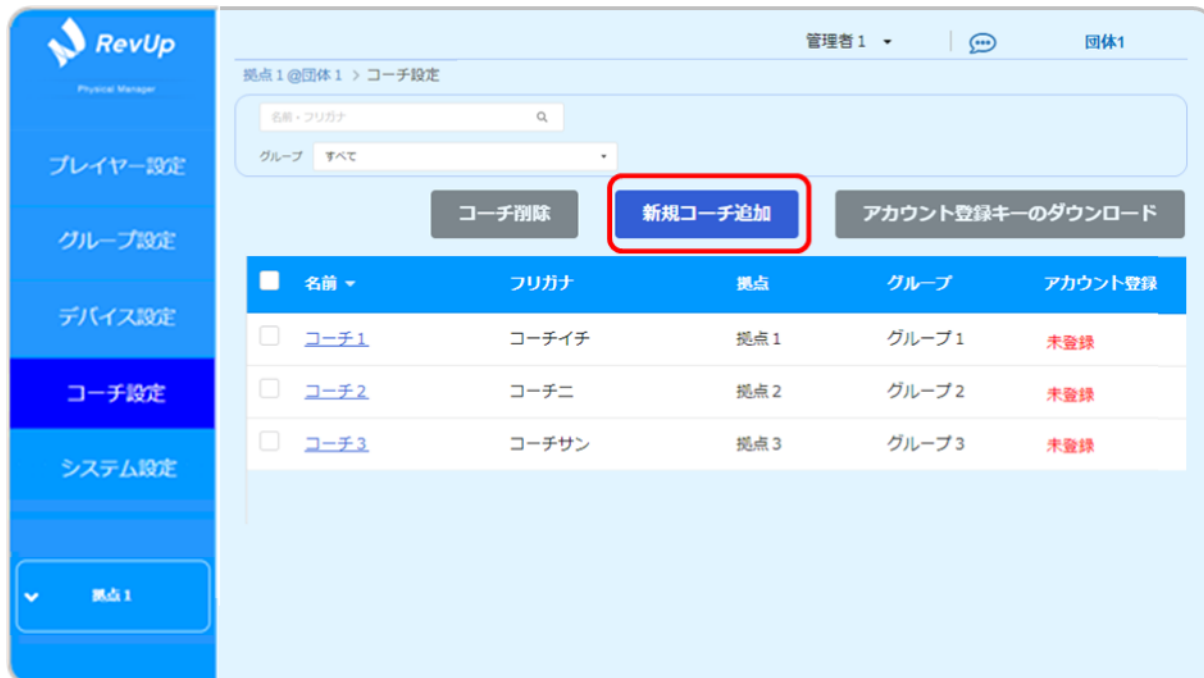 RevUp
Physical Manager
プレイヤー設定
グループ設定
デバイス設定
コーチ設定
システム設定
拠点1
管理者1
団体1
拠点1@団体1 > コーチ設定
名前・フリガナ
グループ すべて
コーチ削除 新規コーチ追加 アカウント登録キーのダウンロード
名前 フリガナ 拠点 グループ アカウント登録
コーチ1 コーチイチ 拠点1 グループ1 未登録
コーチ2 コーチニ 拠点2 グループ2 未登録
コーチ3 コーチサン 拠点3 グループ3 未登録